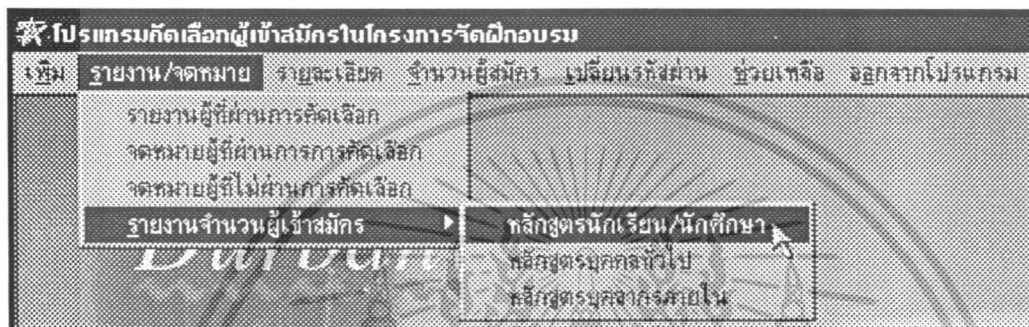 โปรแกรมคัดเลือกผู้เข้าสมัครในโครงการจัดฝึกอบรม
แฟ้ม รายงาน/จดหมาย รายละเอียด จำนวนผู้สมัคร เปลี่ยนรหัสผ่าน ช่วยเหลือ ออกจากโปรแกรม
รายงานผู้ที่ผ่านการคัดเลือก
จดหมายผู้ที่ผ่านการการคัดเลือก
จดหมายผู้ที่ไม่ผ่านการคัดเลือก
รายงานจำนวนผู้เข้าสมัคร
หลักสูตรนักเรียน/นักศึกษา
หลักสูตรบุคคลทั่วไป
หลักสูตรบุคลากรภายใน